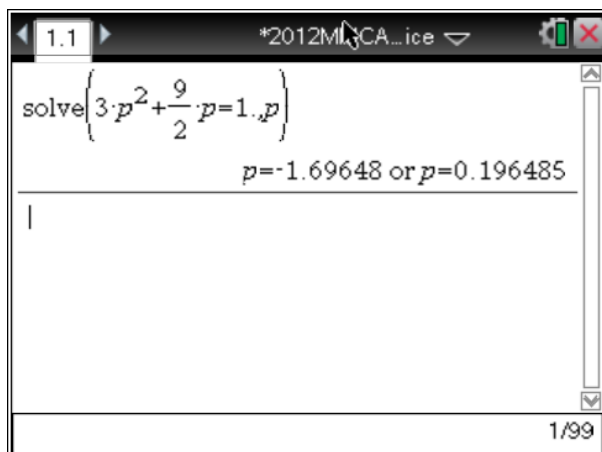 1.1 *2012M CA...ice
solve(3·p²+9/2·p=1.,p)
p=-1.69648 or p=0.196485
1/99